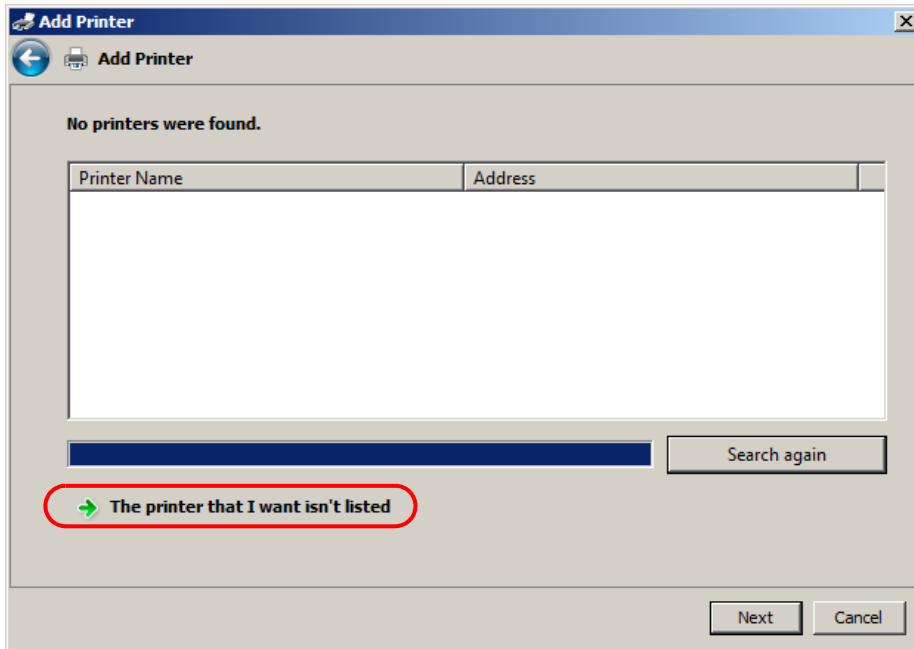 Add Printer
Add Printer
No printers were found.
Printer Name Address
Search again
The printer that I want isn't listed
Next Cancel